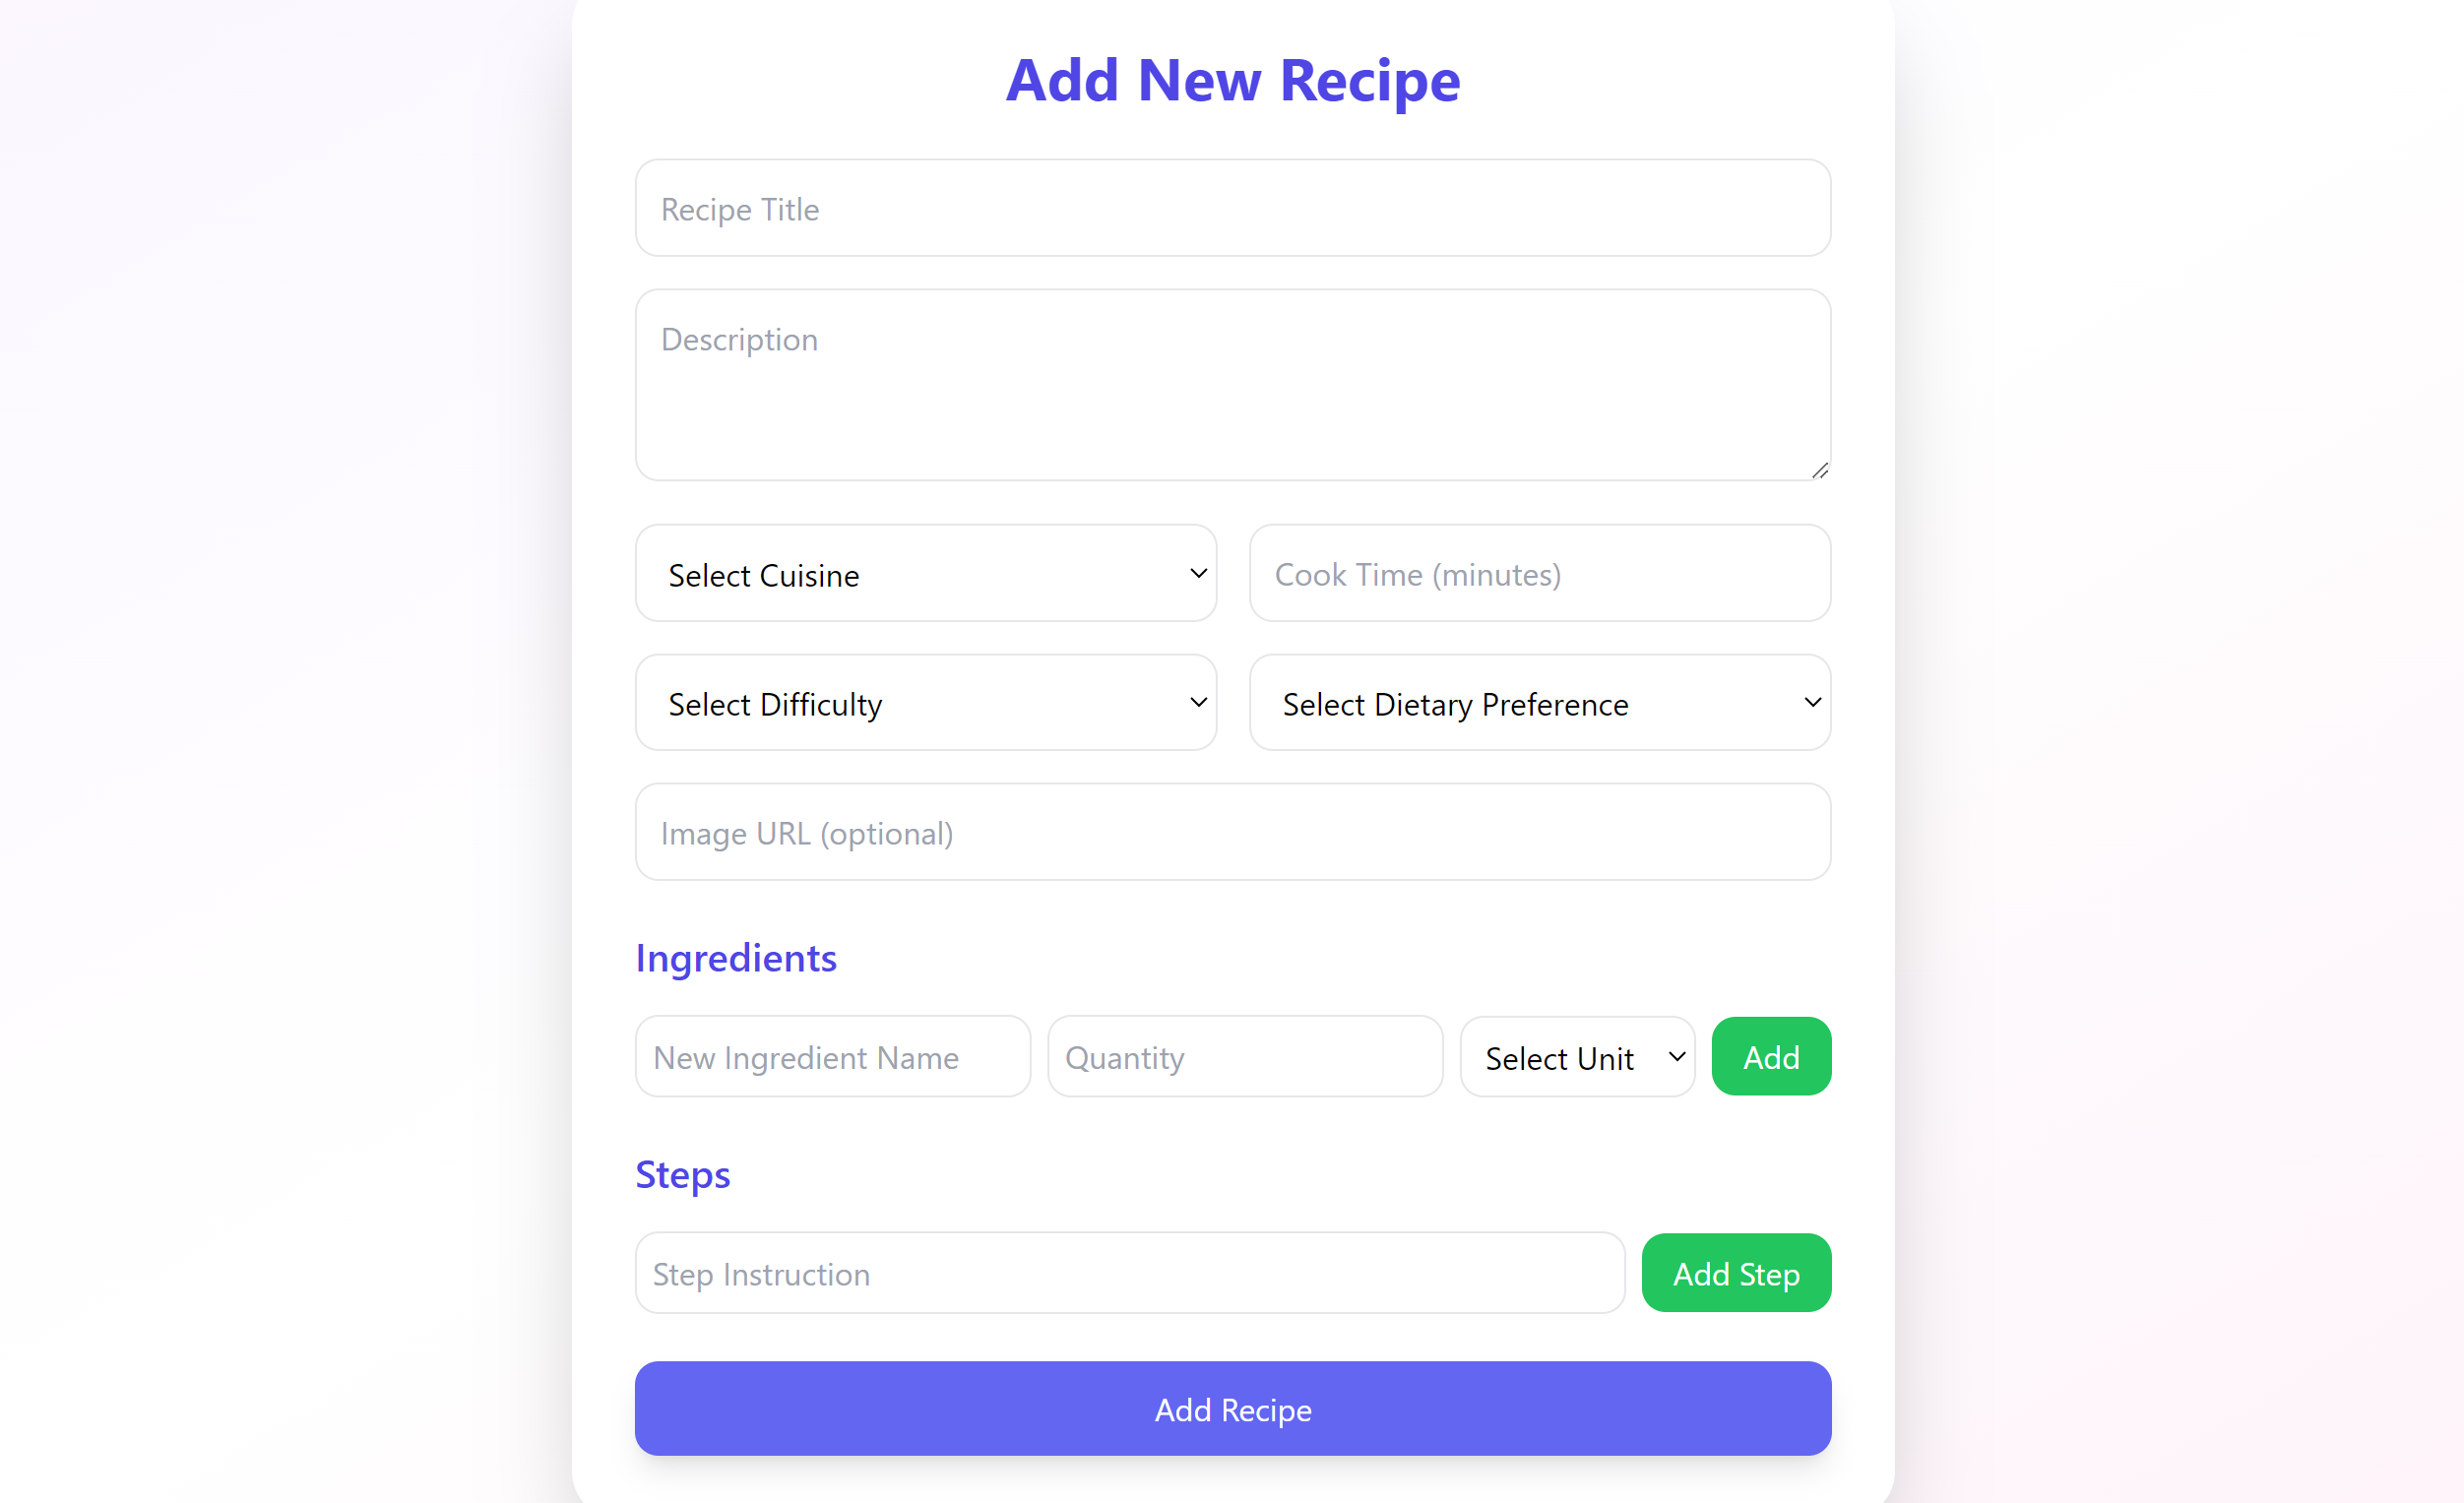 Add New Recipe
Recipe Title
Description
Select Cuisine
Cook Time (minutes)
Select Difficulty
Select Dietary Preference
Image URL (optional)
Ingredients
New Ingredient Name
Quantity
Select Unit
Add
Steps
Step Instruction
Add Step
Add Recipe